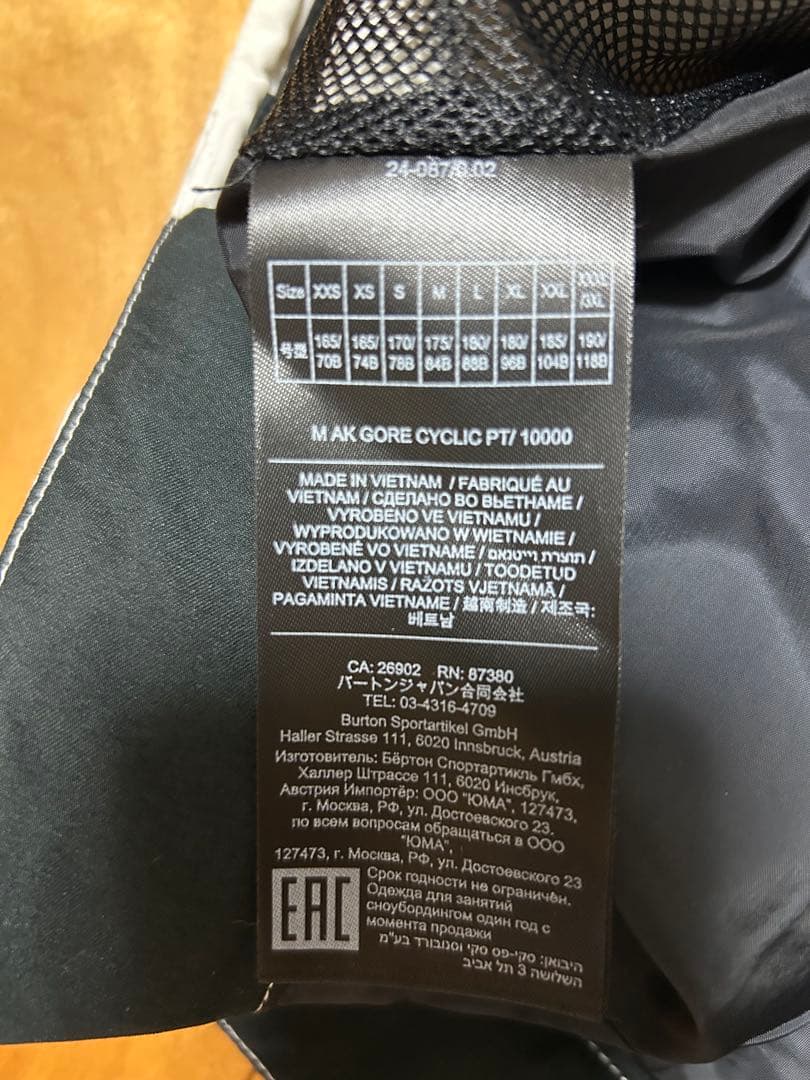 Size XXS XS S M L XL XXL
号型 165/70B 165/74B 170/78B 175/84B 180/88B 180/96B 185/104B 190/118B
M AK GORE CYCLIC PT/ 10000
MADE IN VIETNAM / FABRIQUÉ AU
VIETNAM / СДЕЛАНО ВО ВЬЕТНАМЕ /
VYROBENO VE VIETNAMU /
WYPRODUKOWANO W WIETNAMIE /
VYROBENÉ VO VIETNAME / תוצרת וייטנאם /
IZDELANO V VIETNAMU / TOODETUD
VIETNAMIS / RAŽOTS VJETNAMĀ /
PAGAMINTA VIETNAME / 越南制造 / 제조국:
베트남
CA: 26902 RN: 87380
バートンジャパン合同会社
TEL: 03-4316-4709
Burton Sportartikel GmbH
Haller Strasse 111, 6020 Innsbruck, Austria
Изготовитель: Бёртон Спортартикль Гмбх,
Халлер Штрассе 111, 6020 Инсбрук,
Австрия Импортёр: ООО "ЮМА", 127473,
г. Москва, РФ, ул. Достоевского 23.
по всем вопросам обращаться в ООО
"ЮМА",
127473, г. Москва, РФ, ул. Достоевского 23
EAC
Срок годности не ограничен.
Одежда для занятий
сноубордингом один год с
момента продажи
היבואן: סקי-פס סקי וסנובורד בע"מ
השלושה 3 תל אביב